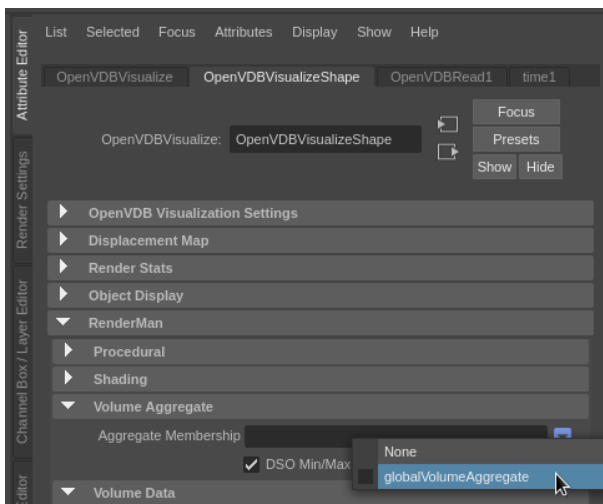 List Selected Focus Attributes Display Show Help
Attribute Editor
OpenVDBVisualize OpenVDBVisualizeShape OpenVDBRead1 time1
Focus
OpenVDBVisualize: OpenVDBVisualizeShape
Presets
Show Hide
Render Settings
OpenVDB Visualization Settings
Displacement Map
Render Stats
Object Display
RenderMan
Channel Box / Layer Editor
Procedural
Shading
Volume Aggregate
Aggregate Membership
None
DSO Min/Max
globalVolumeAggregate
Volume Data